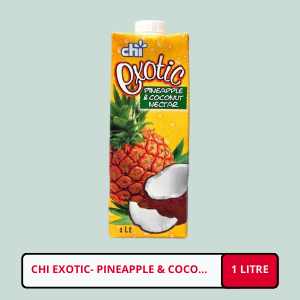 chi
exotic
PINEAPPLE
& COCONUT
NECTAR
1 Lt
CHI EXOTIC- PINEAPPLE & COCO...
1 LITRE